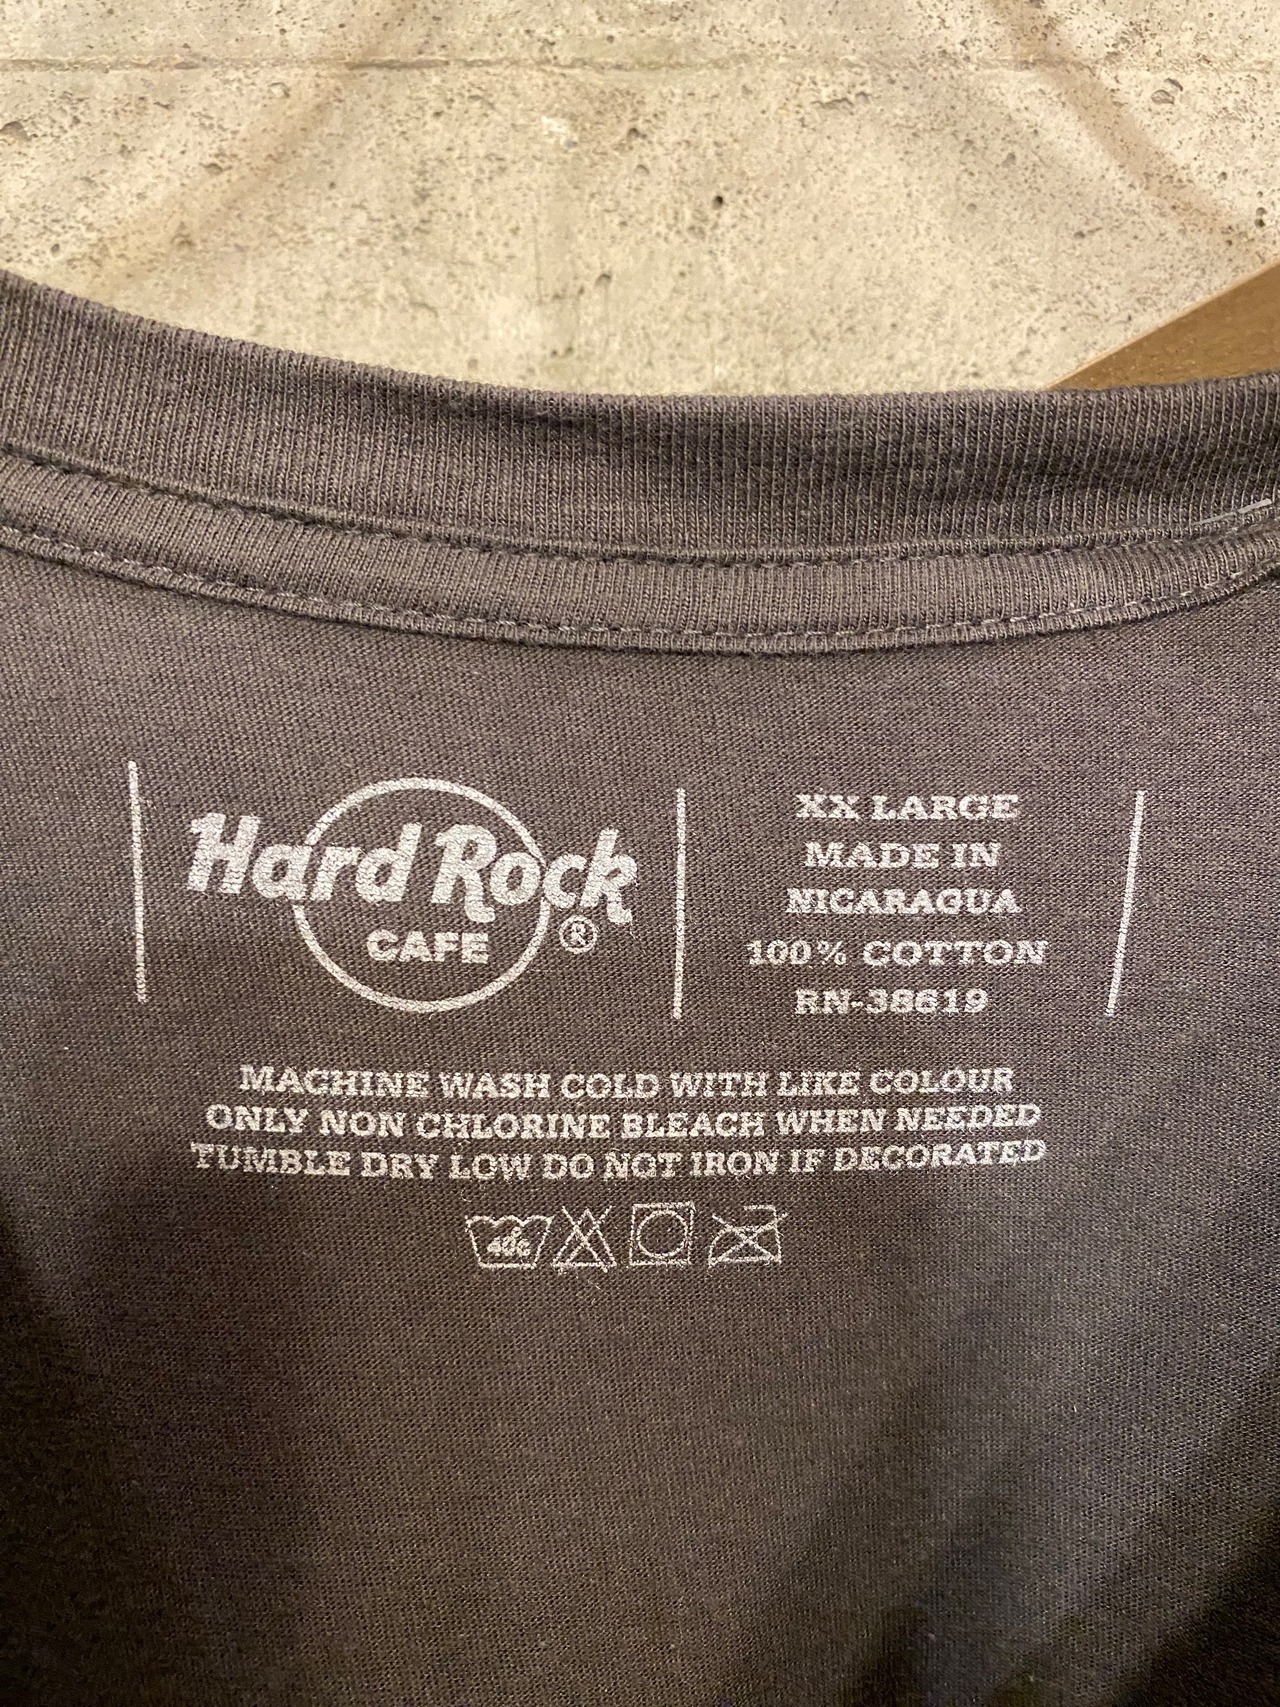 Hard Rock
CAFE
®
XX LARGE
MADE IN
NICARAGUA
100% COTTON
RN-38619
MACHINE WASH COLD WITH LIKE COLOUR
ONLY NON CHLORINE BLEACH WHEN NEEDED
TUMBLE DRY LOW DO NOT IRON IF DECORATED